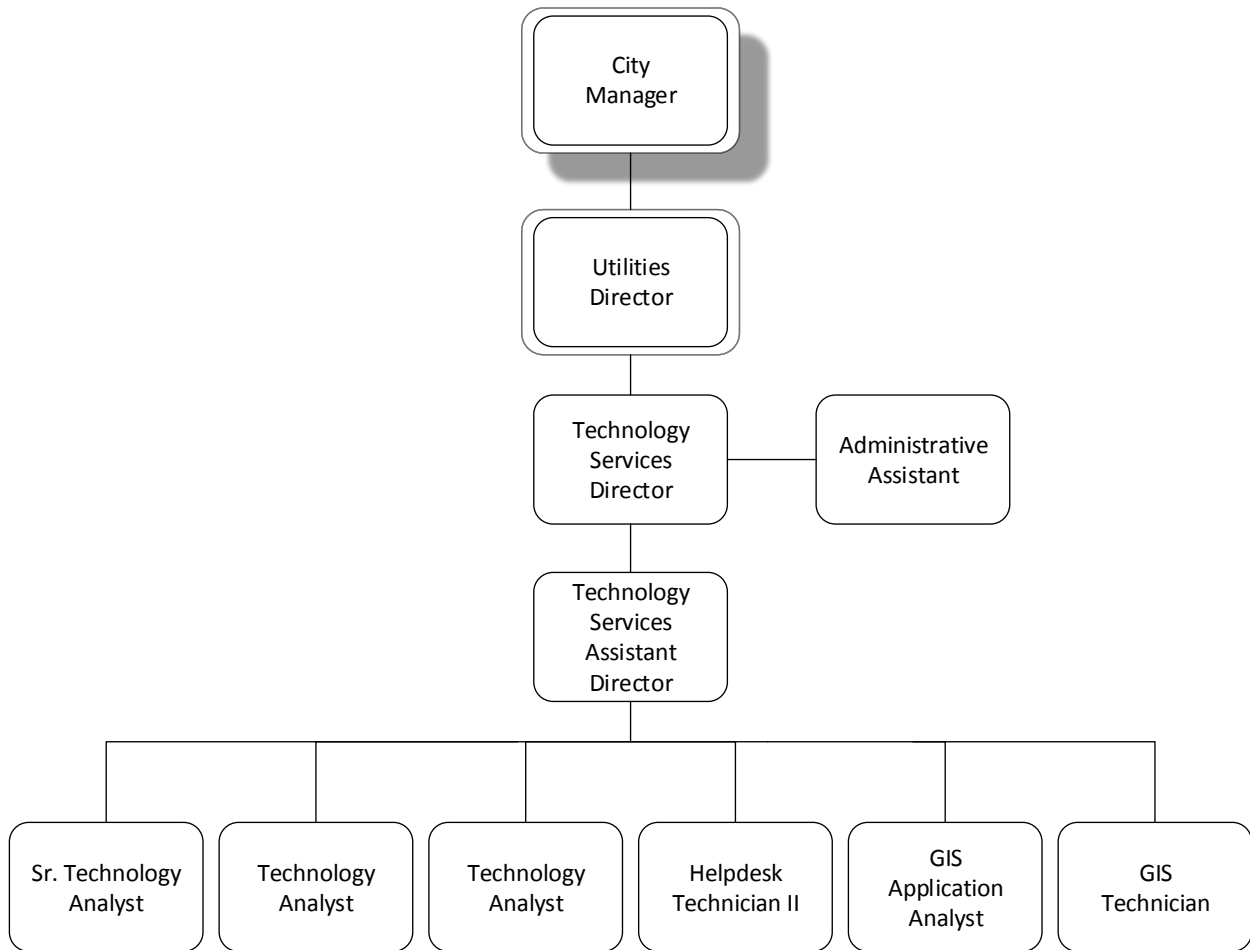 City
Manager
Utilities
Director
Technology
Services
Director
Administrative
Assistant
Technology
Services
Assistant
Director
Sr. Technology
Analyst
Technology
Analyst
Technology
Analyst
Helpdesk
Technician II
GIS
Application
Analyst
GIS
Technician